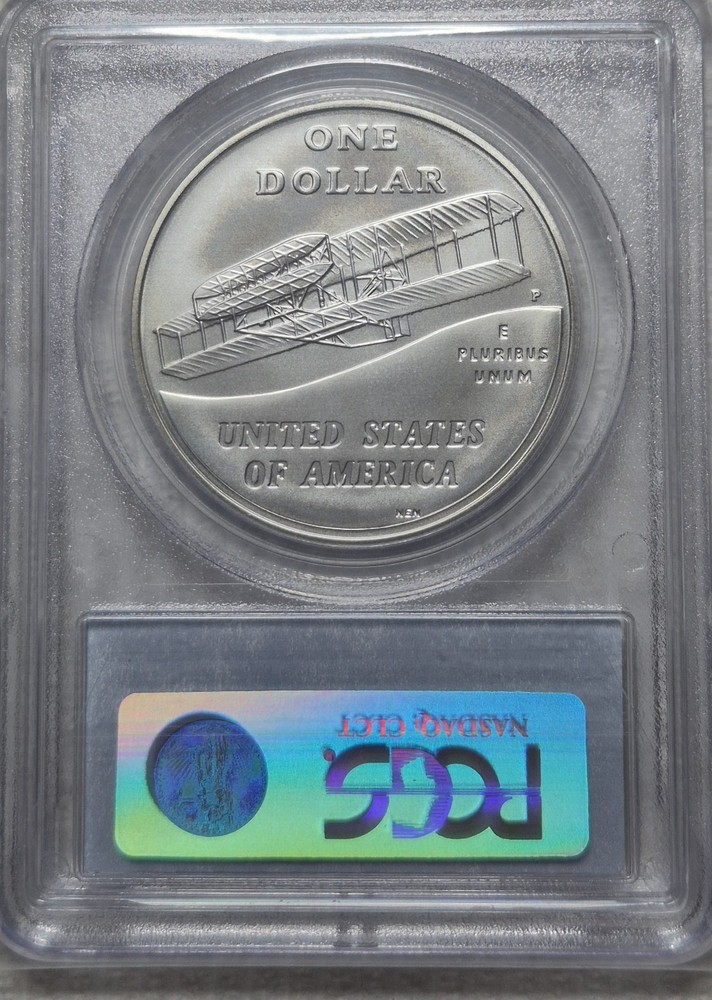 ONE
DOLLAR
P
E
PLURIBUS
UNUM
UNITED STATES
OF AMERICA
NEN
NASDAQ: CLCT
PCGS.